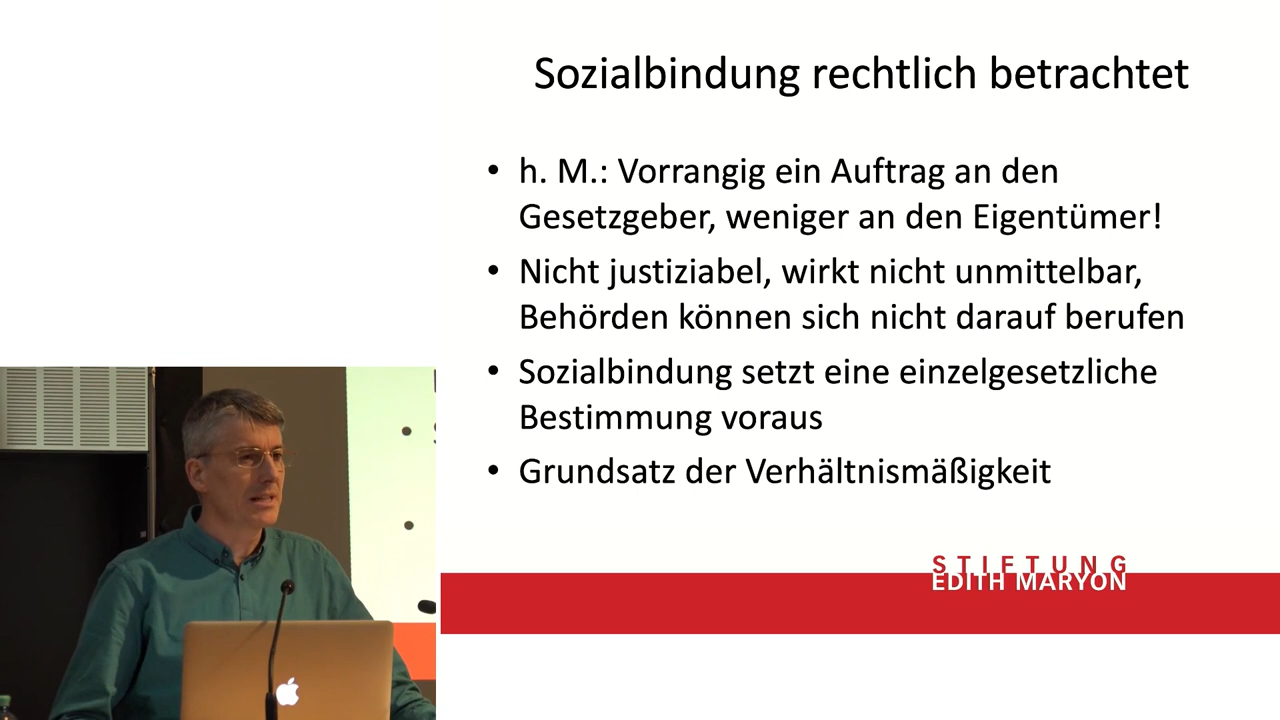 Sozialbindung rechtlich betrachtet
• h. M.: Vorrangig ein Auftrag an den
Gesetzgeber, weniger an den Eigentümer!
• Nicht justiziabel, wirkt nicht unmittelbar,
Behörden können sich nicht darauf berufen
• Sozialbindung setzt eine einzelgesetzliche
Bestimmung voraus
• Grundsatz der Verhältnismäßigkeit
STIFTUNG
EDITH MARYON